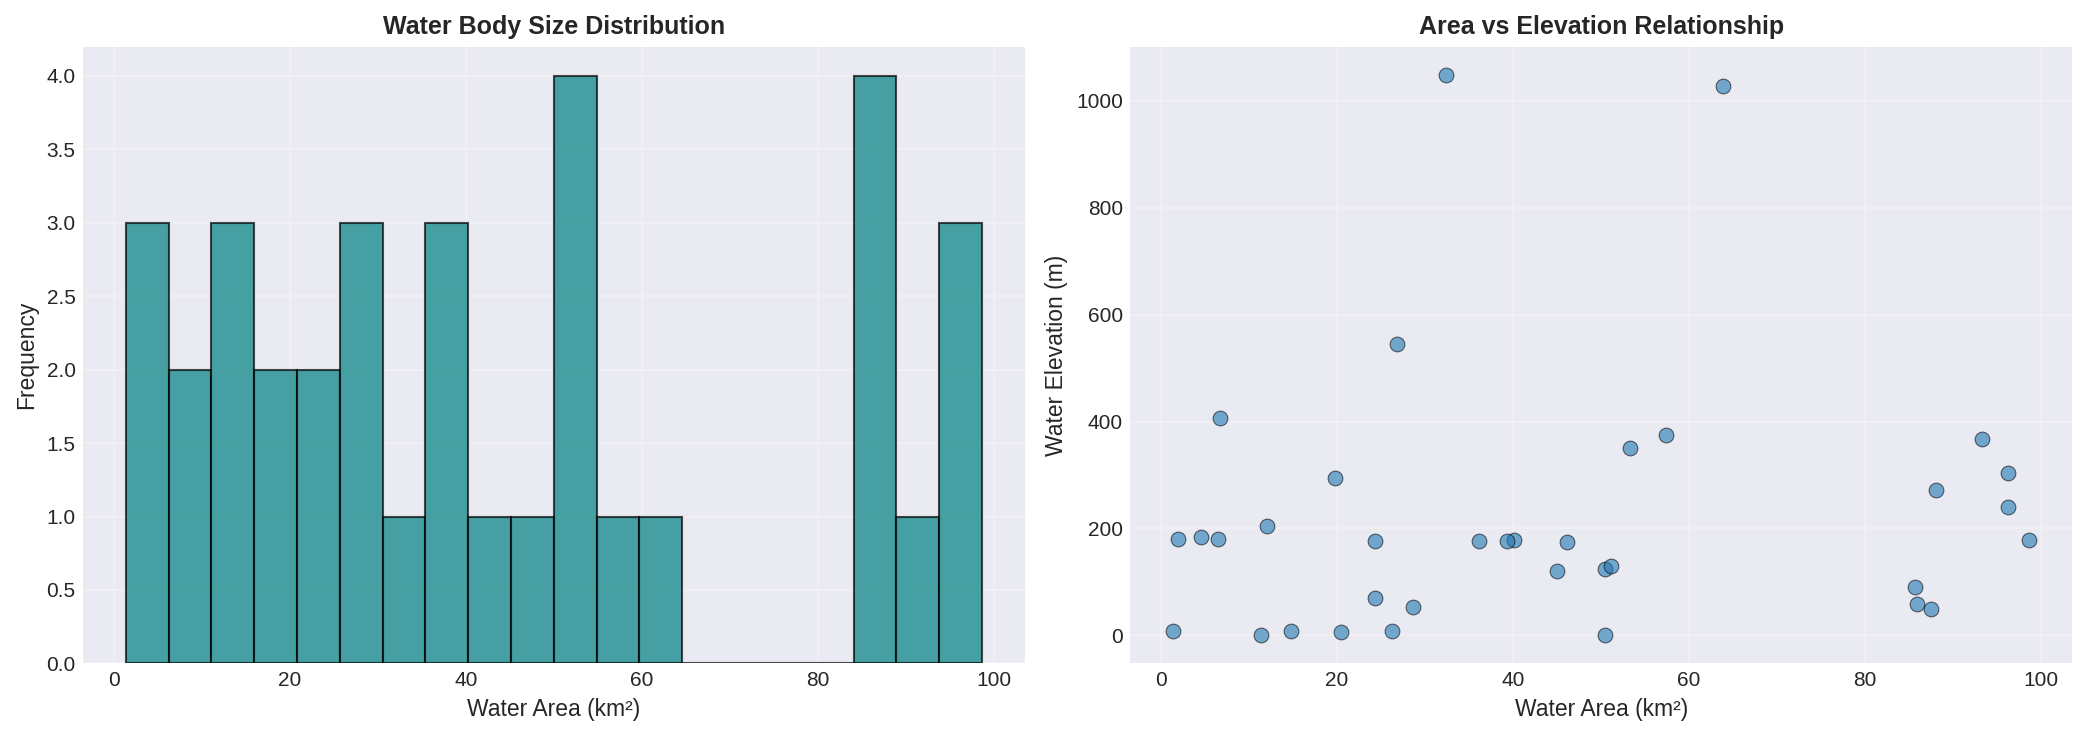 Water Body Size Distribution
4.0
3.5
3.0
2.5
2.0
1.5
1.0
0.5
0.0
Frequency
0 20 40 60 80 100
Water Area (km²)
Area vs Elevation Relationship
1000
800
600
400
200
0
Water Elevation (m)
0 20 40 60 80 100
Water Area (km²)